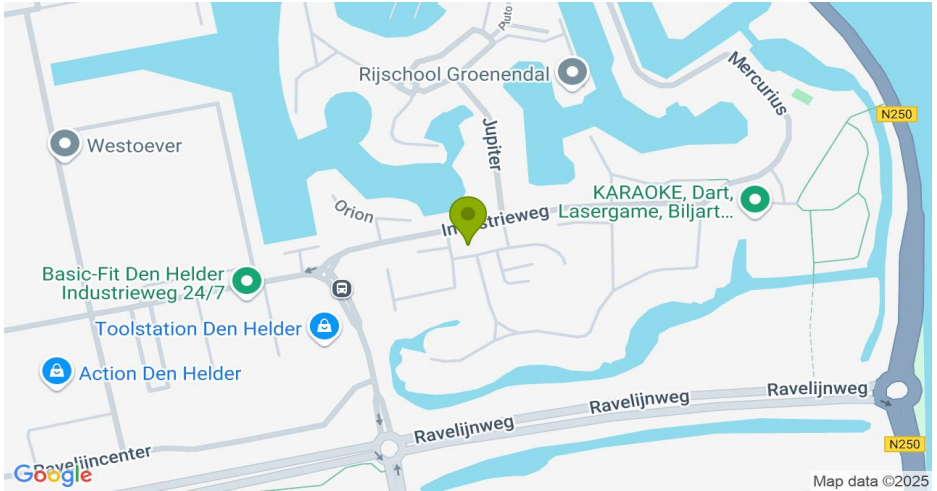 Pluto
Rijschool Groenendal
Mercurius
N250
Jupiter
Westoever
KARAOKE, Dart,
Lasergame, Biljart...
Orion
Industrieweg
Basic-Fit Den Helder
Industrieweg 24/7
Toolstation Den Helder
Action Den Helder
Ravelijnweg
Ravelijnweg
Ravelijnweg
N250
Ravelijncenter
Google
Map data ©2025